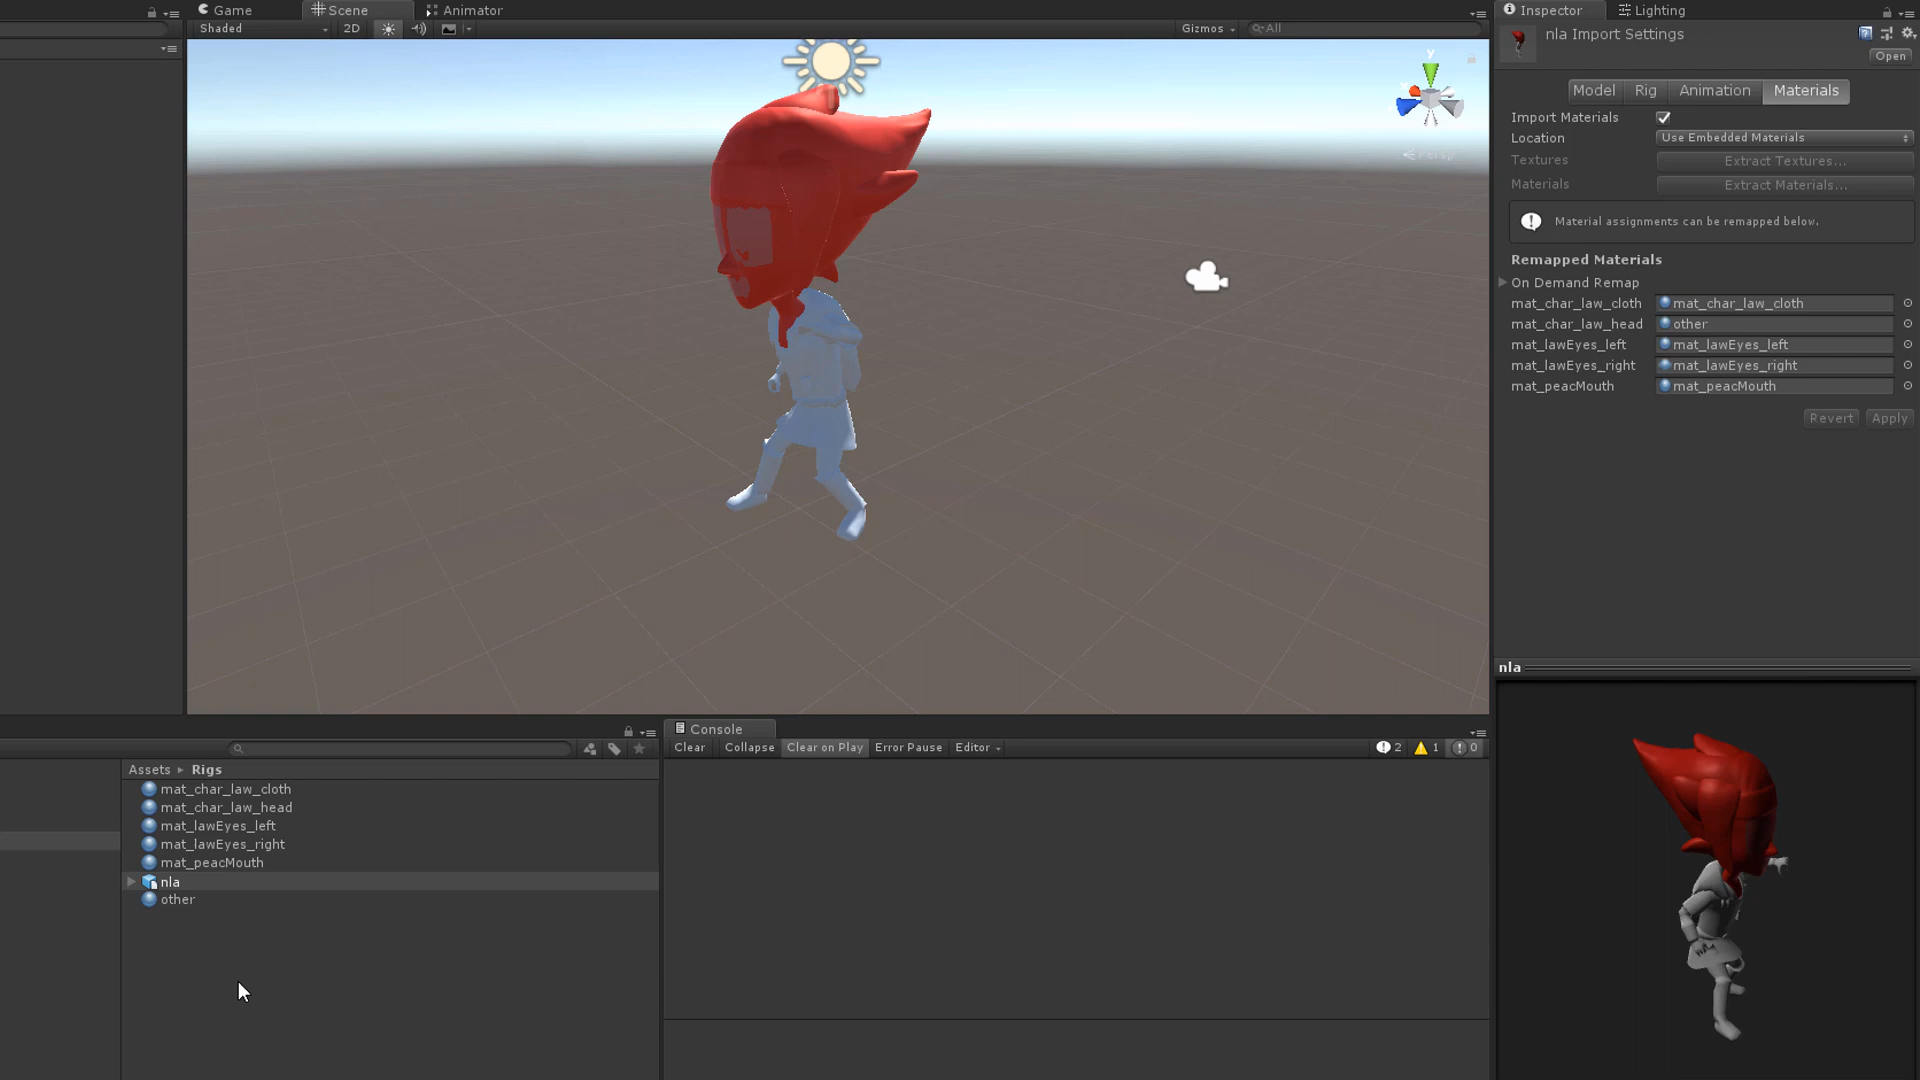 Game
Scene
Animator
Shaded
2D
Gizmos
All
y
Persp
Inspector
Lighting
nla Import Settings
Open
Model
Rig
Animation
Materials
Import Materials
Location
Use Embedded Materials
Textures
Extract Textures...
Materials
Extract Materials...
Material assignments can be remapped below.
Remapped Materials
On Demand Remap
mat_char_law_cloth
mat_char_law_cloth
mat_char_law_head
other
mat_lawEyes_left
mat_lawEyes_left
mat_lawEyes_right
mat_lawEyes_right
mat_peacMouth
mat_peacMouth
Revert
Apply
nla
Assets
Rigs
mat_char_law_cloth
mat_char_law_head
mat_lawEyes_left
mat_lawEyes_right
mat_peacMouth
nla
other
Console
Clear
Collapse
Clear on Play
Error Pause
Editor
2
1
0